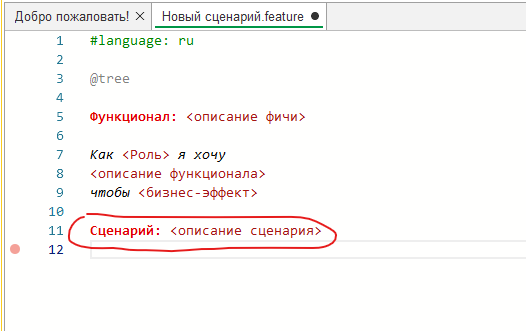 Добро пожаловать! × Новый сценарий.feature ●
1 #language: ru
2
3 @tree
4
5 Функционал: <описание фичи>
6
7 Как <Роль> я хочу
8 <описание функционала>
9 чтобы <бизнес-эффект>
10
11 Сценарий: <описание сценария>
12